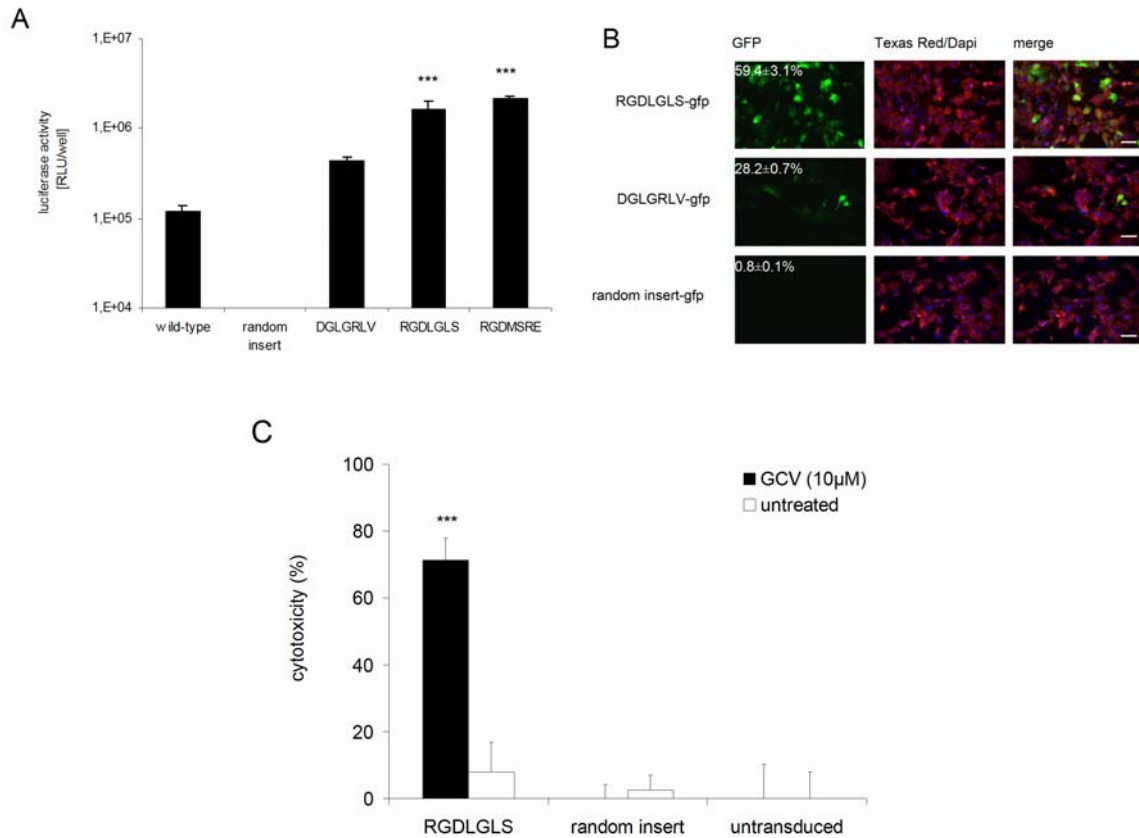 A
luciferase activity
[RLU/well]
1,E+07
1,E+06
1,E+05
1,E+04
***
***
wild-type
random
insert
DGLGRLV
RGDLGLS
RGDMSRE
B
GFP
Texas Red/Dapi
merge
RGDLGLS-gfp
59.4±3.1%
DGLGRLV-gfp
28.2±0.7%
random insert-gfp
0.8±0.1%
C
cytotoxicity (%)
100
80
60
40
20
0
***
GCV (10µM)
untreated
RGDLGLS
random insert
untransduced